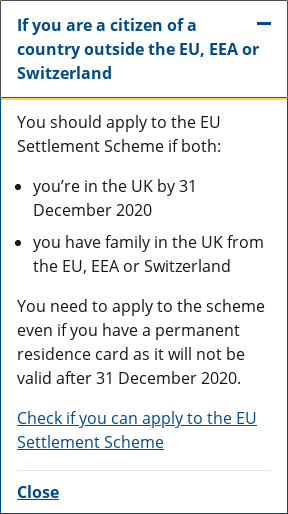 If you are a citizen of a
country outside the EU, EEA or
Switzerland
You should apply to the EU
Settlement Scheme if both:
you’re in the UK by 31
December 2020
you have family in the UK from
the EU, EEA or Switzerland
You need to apply to the scheme
even if you have a permanent
residence card as it will not be
valid after 31 December 2020.
Check if you can apply to the EU
Settlement Scheme
Close